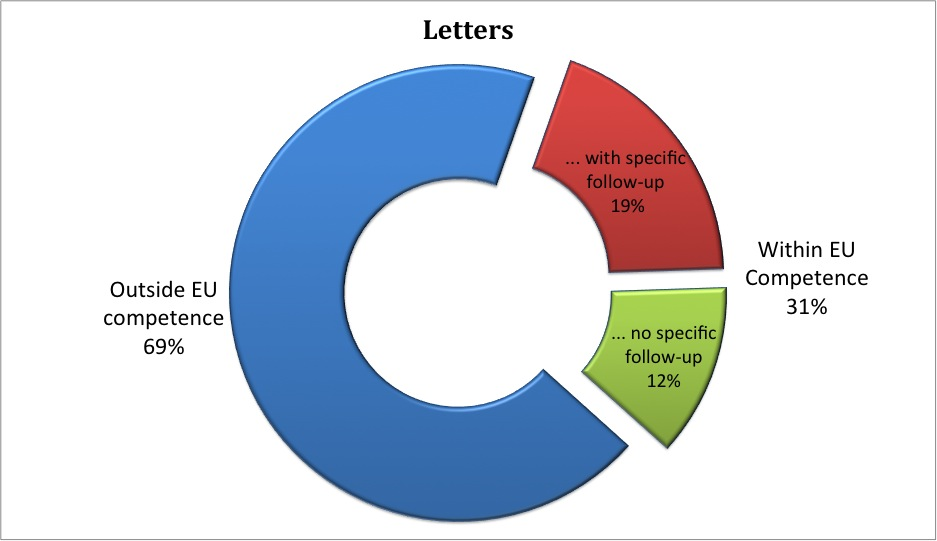 Letters
... with specific
follow-up
19%
Within EU
Competence
31%
Outside EU
competence
69%
... no specific
follow-up
12%